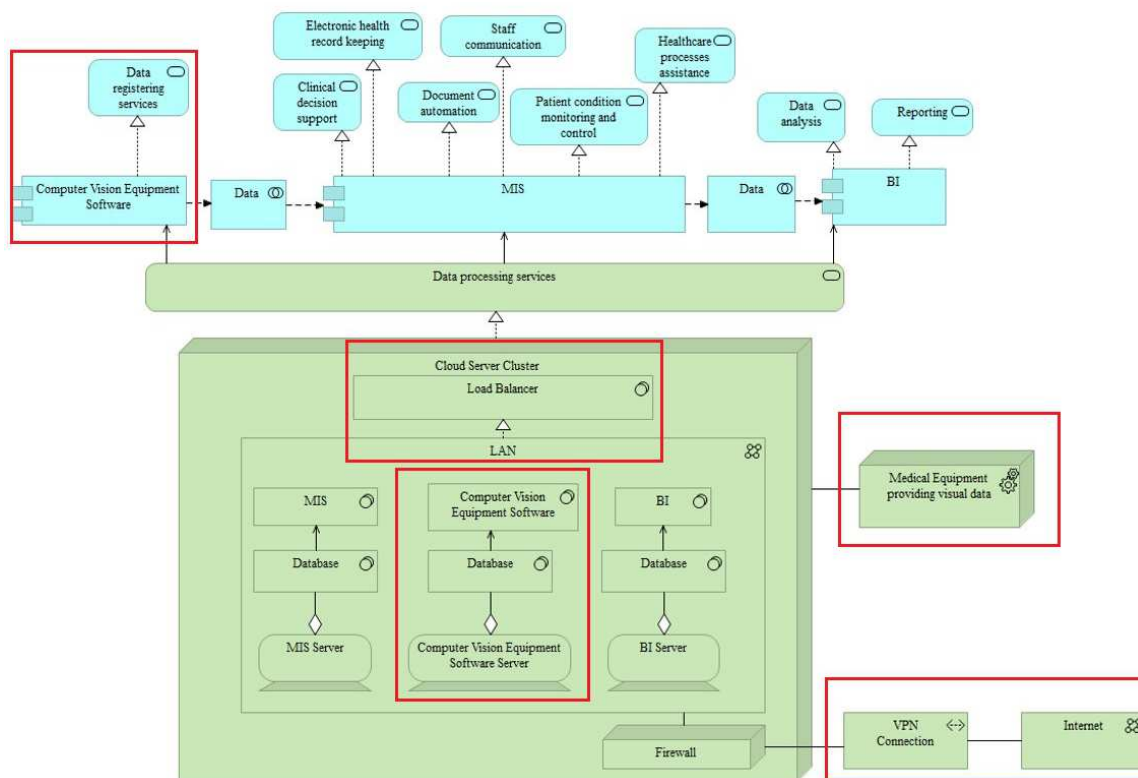 Electronic health
record keeping
Staff
communication
Healthcare
processes
assistance
Data
registering
services
Clinical
decision
support
Document
automation
Patient condition
monitoring and
control
Data
analysis
Reporting
Computer Vision Equipment
Software
Data
MIS
Data
BI
Data processing services
Cloud Server Cluster
Load Balancer
LAN
MIS
Computer Vision
Equipment Software
BI
Database
Database
Database
MIS Server
Computer Vision Equipment
Software Server
BI Server
Medical Equipment
providing visual data
Firewall
VPN
Connection
Internet